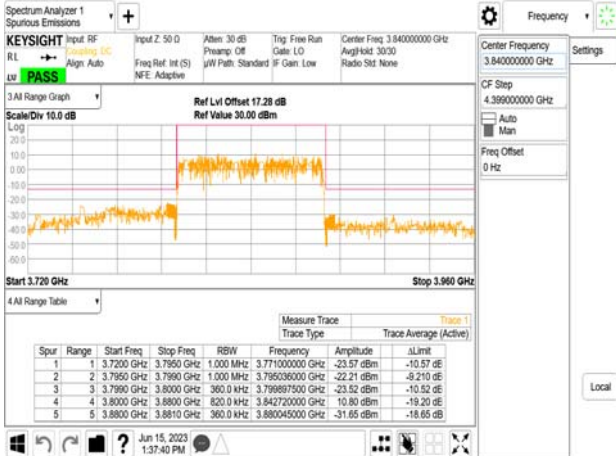 Spectrum Analyzer 1
Spurious Emissions
Frequency
KEYSIGHT Input: RF Input Z: 50 Ω Atten: 30 dB Trig: Free Run Center Freq: 3.840000000 GHz
Coupling: DC Preamp: Off Gate: LO Avg|Hold: 30/30
RL Align: Auto Freq Ref: Int (S) µW Path: Standard IF Gain: Low Radio Std: None
NFE: Adaptive
LV PASS
Center Frequency
3.840000000 GHz
Settings
CF Step
4.399000000 GHz
Auto
Man
Freq Offset
0 Hz
Local
3 All Range Graph
Ref Lvl Offset 17.28 dB
Scale/Div 10.0 dB Ref Value 30.00 dBm
Log
20.0
10.0
0.00
-10.0
-20.0
-30.0
-40.0
-50.0
-60.0
Start 3.720 GHz Stop 3.960 GHz
4 All Range Table
Measure Trace Trace 1
Trace Type Trace Average (Active)
Spur Range Start Freq Stop Freq RBW Frequency Amplitude ∆Limit
1 1 3.7200 GHz 3.7950 GHz 1.000 MHz 3.771000000 GHz -23.57 dBm -10.57 dB
2 2 3.7950 GHz 3.7990 GHz 1.000 MHz 3.795036000 GHz -22.21 dBm -9.210 dB
3 3 3.7990 GHz 3.8000 GHz 360.0 kHz 3.799897500 GHz -23.52 dBm -10.52 dB
4 4 3.8000 GHz 3.8800 GHz 820.0 kHz 3.842720000 GHz 10.80 dBm -19.20 dB
5 5 3.8800 GHz 3.8810 GHz 360.0 kHz 3.880045000 GHz -31.65 dBm -18.65 dB
Jun 15, 2023
1:37:40 PM